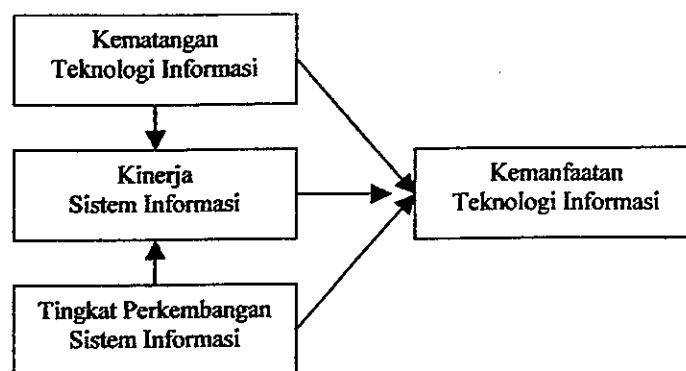 Kematangan
Teknologi Informasi
Kinerja
Sistem Informasi
Kemanfaatan
Teknologi Informasi
Tingkat Perkembangan
Sistem Informasi